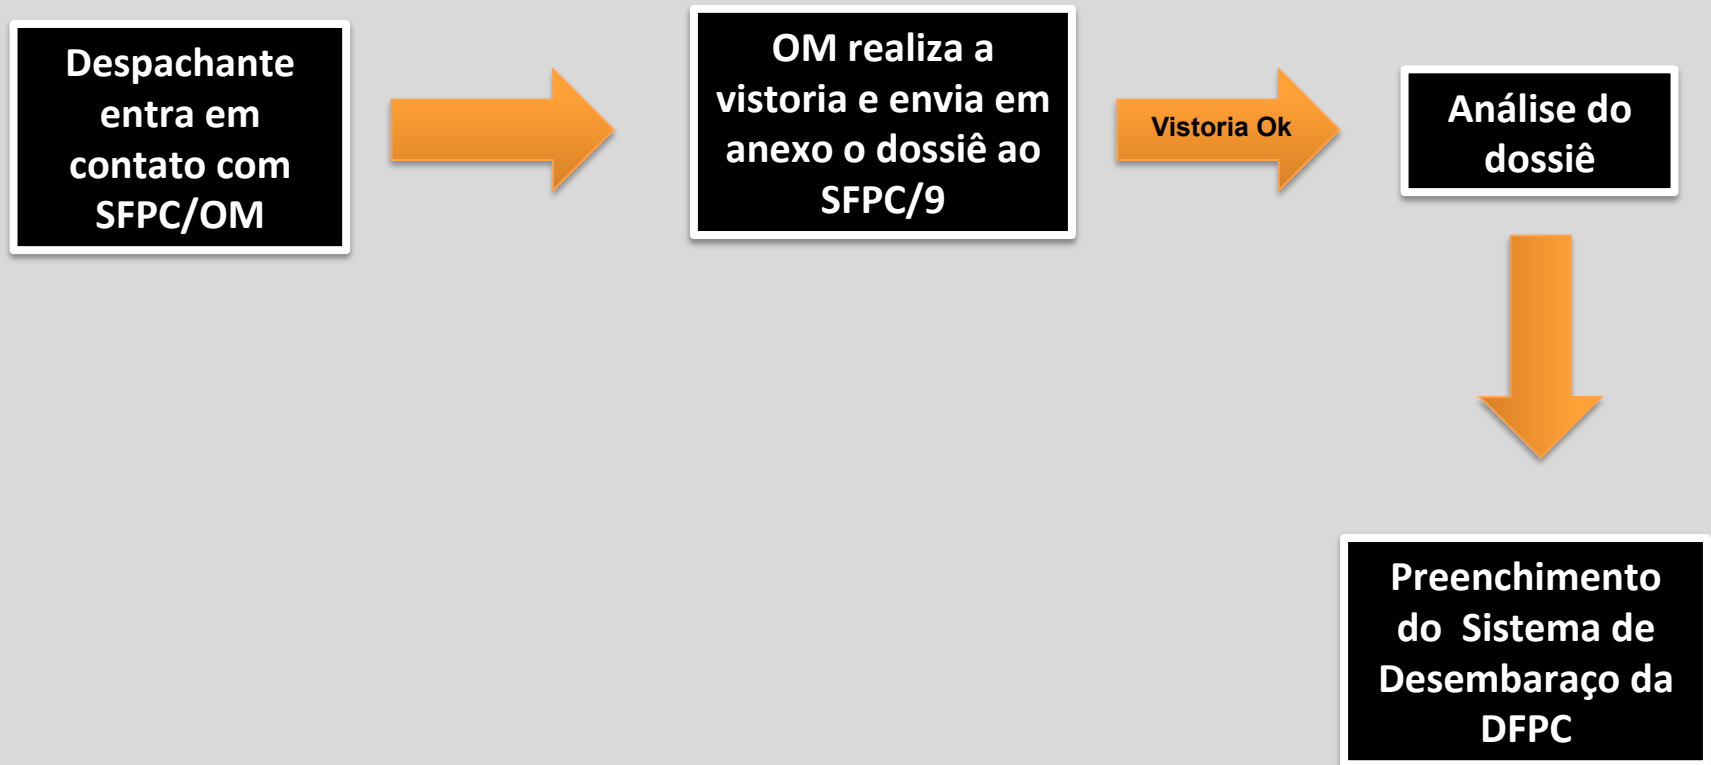 Despachante
entra em
contato com
SFPC/OM
OM realiza a
vistoria e envia em
anexo o dossiê ao
SFPC/9
Vistoria Ok
Análise do
dossiê
Preenchimento
do  Sistema de
Desembaraço da
DFPC